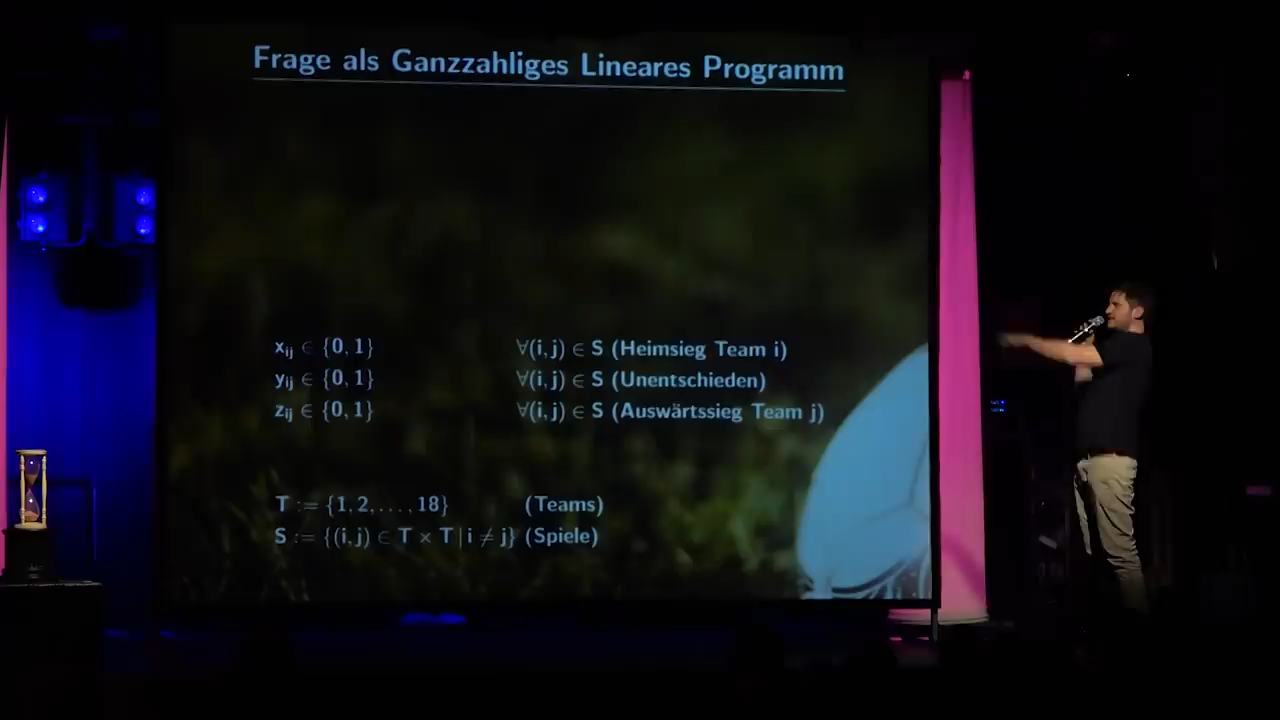 Frage als Ganzzahliges Lineares Programm
xij ∈ {0, 1} ∀(i, j) ∈ S (Heimsieg Team i)
yij ∈ {0, 1} ∀(i, j) ∈ S (Unentschieden)
zij ∈ {0, 1} ∀(i, j) ∈ S (Auswärtssieg Team j)
T := {1, 2, . . . , 18} (Teams)
S := {(i, j) ∈ T × T | i ≠ j} (Spiele)